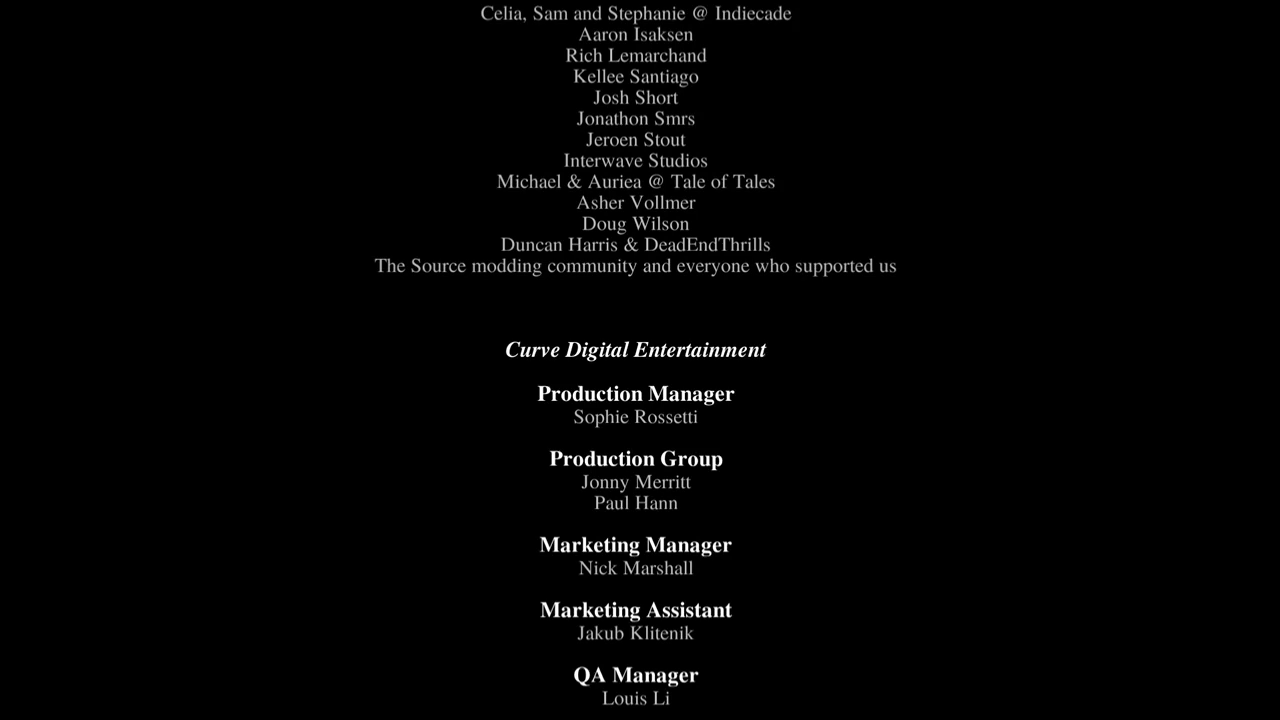 Celia, Sam and Stephanie @ Indiecade
Aaron Isaksen
Rich Lemarchand
Kellee Santiago
Josh Short
Jonathon Smrs
Jeroen Stout
Interwave Studios
Michael & Auriea @ Tale of Tales
Asher Vollmer
Doug Wilson
Duncan Harris & DeadEndThrills
The Source modding community and everyone who supported us
Curve Digital Entertainment
Production Manager
Sophie Rossetti
Production Group
Jonny Merritt
Paul Hann
Marketing Manager
Nick Marshall
Marketing Assistant
Jakub Klitenik
QA Manager
Louis Li